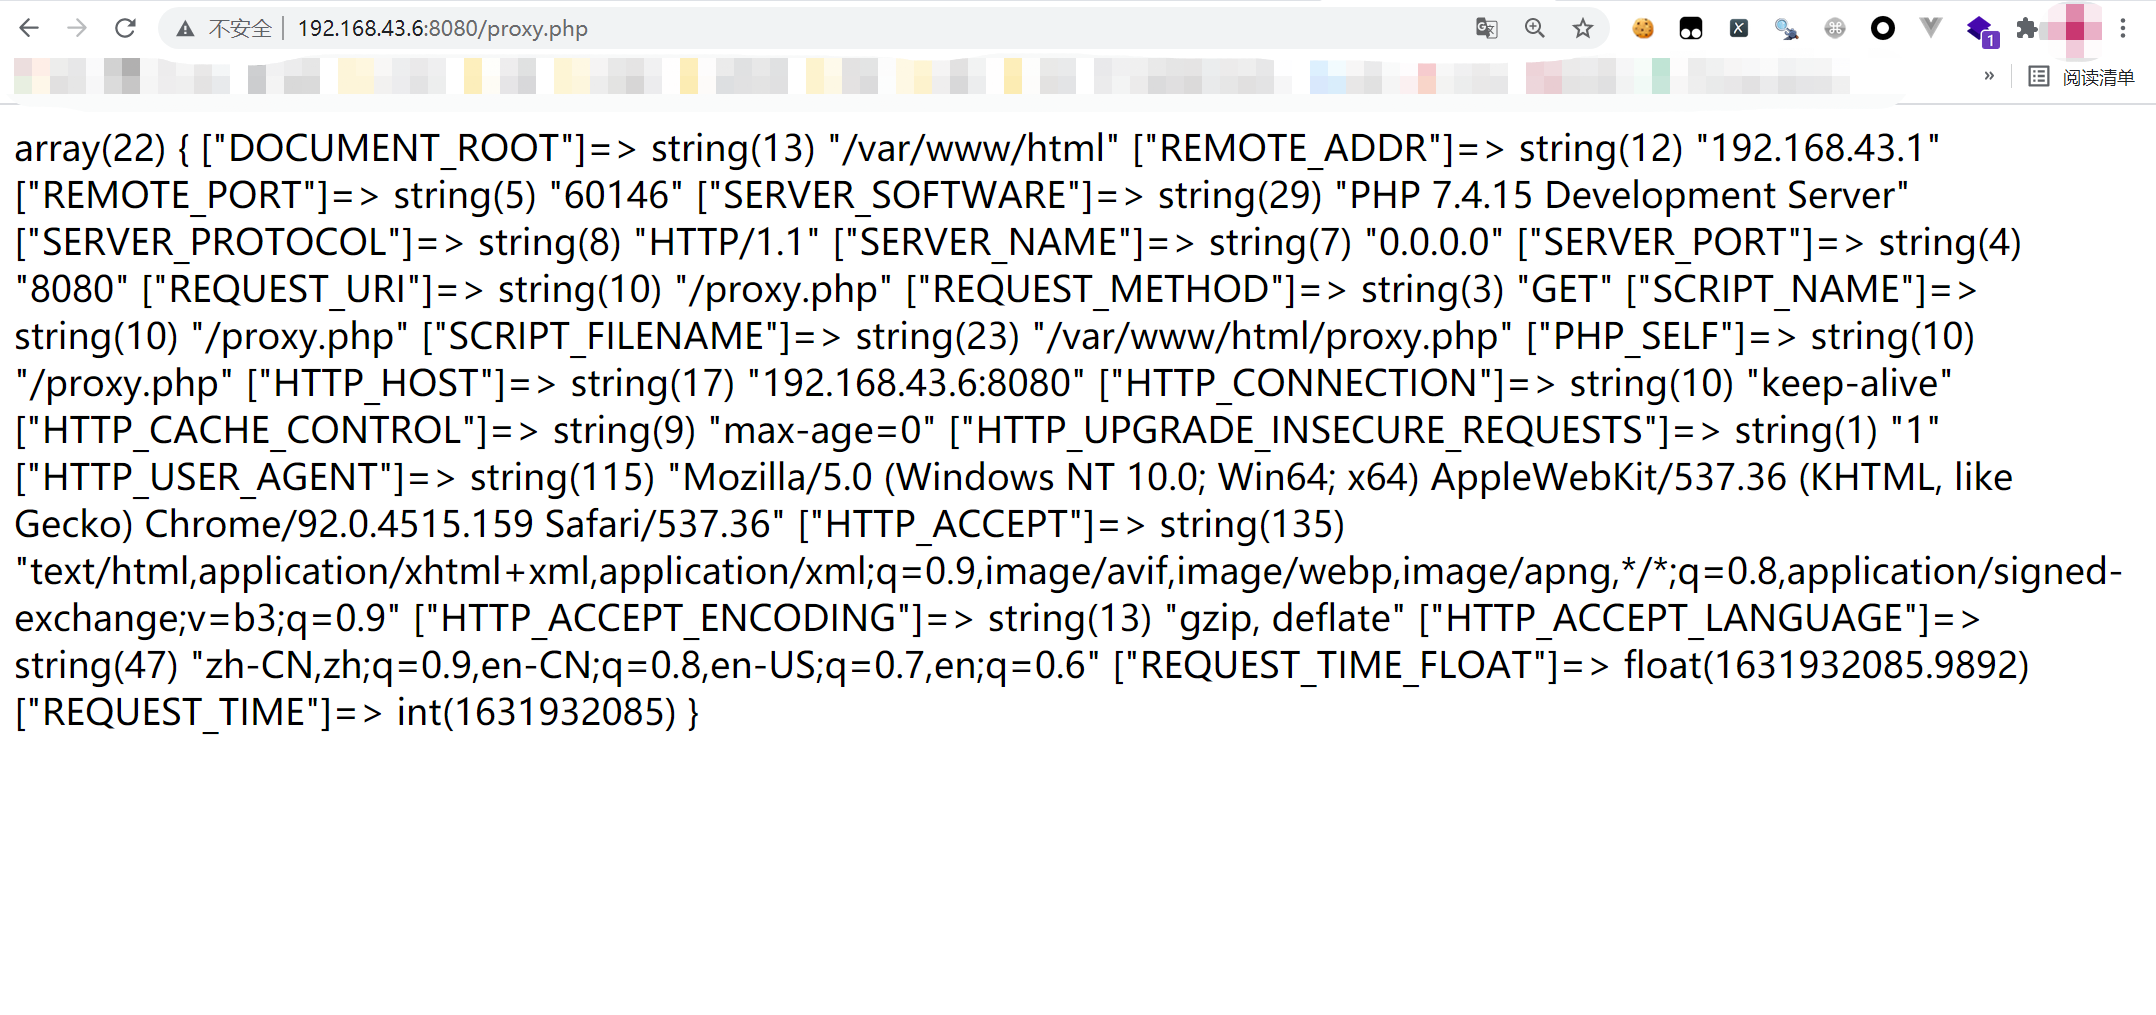 不安全 192.168.43.6:8080/proxy.php
1
» 阅读清单
array(22) { ["DOCUMENT_ROOT"]=> string(13) "/var/www/html" ["REMOTE_ADDR"]=> string(12) "192.168.43.1"
["REMOTE_PORT"]=> string(5) "60146" ["SERVER_SOFTWARE"]=> string(29) "PHP 7.4.15 Development Server"
["SERVER_PROTOCOL"]=> string(8) "HTTP/1.1" ["SERVER_NAME"]=> string(7) "0.0.0.0" ["SERVER_PORT"]=> string(4)
"8080" ["REQUEST_URI"]=> string(10) "/proxy.php" ["REQUEST_METHOD"]=> string(3) "GET" ["SCRIPT_NAME"]=>
string(10) "/proxy.php" ["SCRIPT_FILENAME"]=> string(23) "/var/www/html/proxy.php" ["PHP_SELF"]=> string(10)
"/proxy.php" ["HTTP_HOST"]=> string(17) "192.168.43.6:8080" ["HTTP_CONNECTION"]=> string(10) "keep-alive"
["HTTP_CACHE_CONTROL"]=> string(9) "max-age=0" ["HTTP_UPGRADE_INSECURE_REQUESTS"]=> string(1) "1"
["HTTP_USER_AGENT"]=> string(115) "Mozilla/5.0 (Windows NT 10.0; Win64; x64) AppleWebKit/537.36 (KHTML, like
Gecko) Chrome/92.0.4515.159 Safari/537.36" ["HTTP_ACCEPT"]=> string(135)
"text/html,application/xhtml+xml,application/xml;q=0.9,image/avif,image/webp,image/apng,*/*;q=0.8,application/signed-
exchange;v=b3;q=0.9" ["HTTP_ACCEPT_ENCODING"]=> string(13) "gzip, deflate" ["HTTP_ACCEPT_LANGUAGE"]=>
string(47) "zh-CN,zh;q=0.9,en-CN;q=0.8,en-US;q=0.7,en;q=0.6" ["REQUEST_TIME_FLOAT"]=> float(1631932085.9892)
["REQUEST_TIME"]=> int(1631932085) }